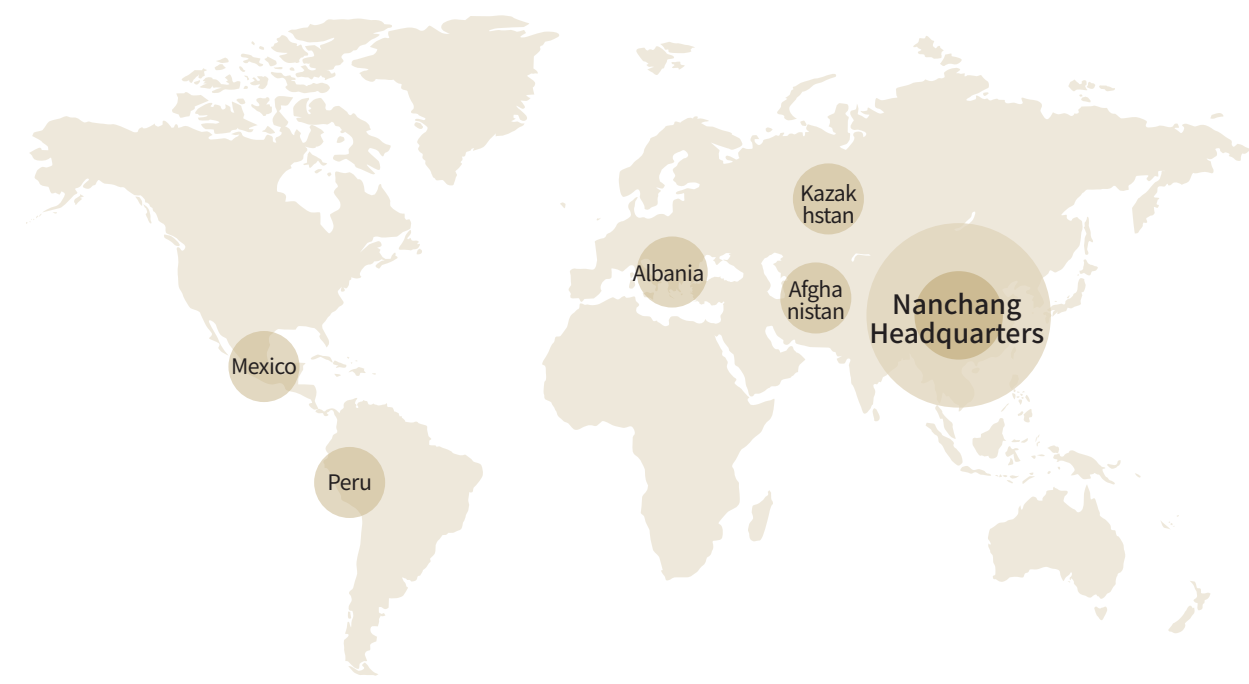 Kazak
hstan
Albania
Afgha
nistan
Nanchang
Headquarters
Mexico
Peru